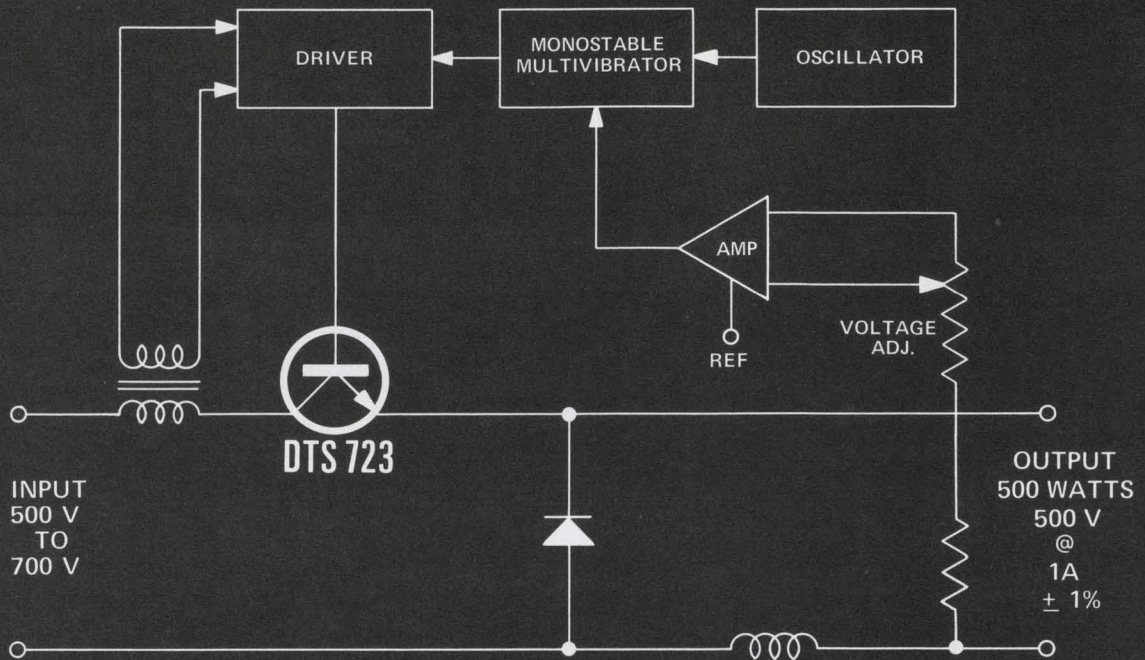 DRIVER
MONOSTABLE
MULTIVIBRATOR
OSCILLATOR
AMP
REF
VOLTAGE
ADJ.
DTS 723
INPUT
500 V
TO
700 V
OUTPUT
500 WATTS
500 V
@
1A
± 1%